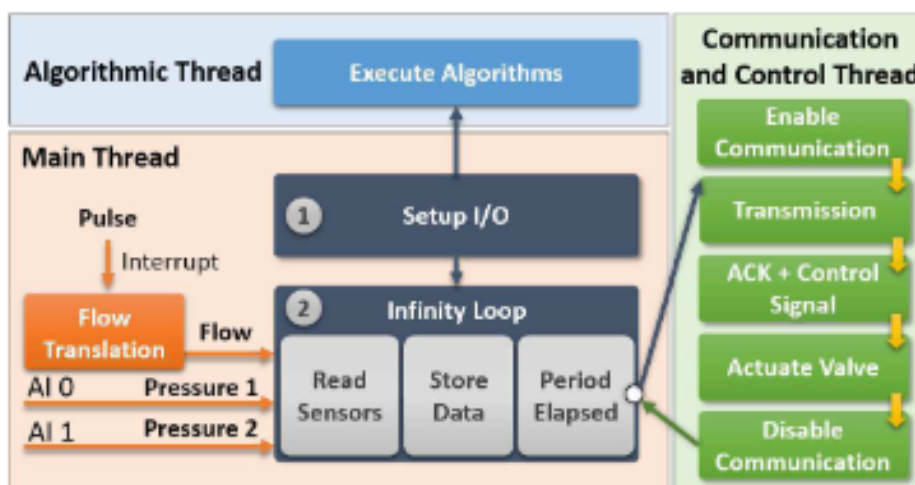 Algorithmic Thread
Execute Algorithms
Main Thread
1
Setup I/O
Pulse
Interrupt
Flow
Translation
Flow
AI 0
Pressure 1
AI 1
Pressure 2
2
Infinity Loop
Read
Sensors
Store
Data
Period
Elapsed
Communication
and Control Thread
Enable
Communication
Transmission
ACK + Control
Signal
Actuate Valve
Disable
Communication